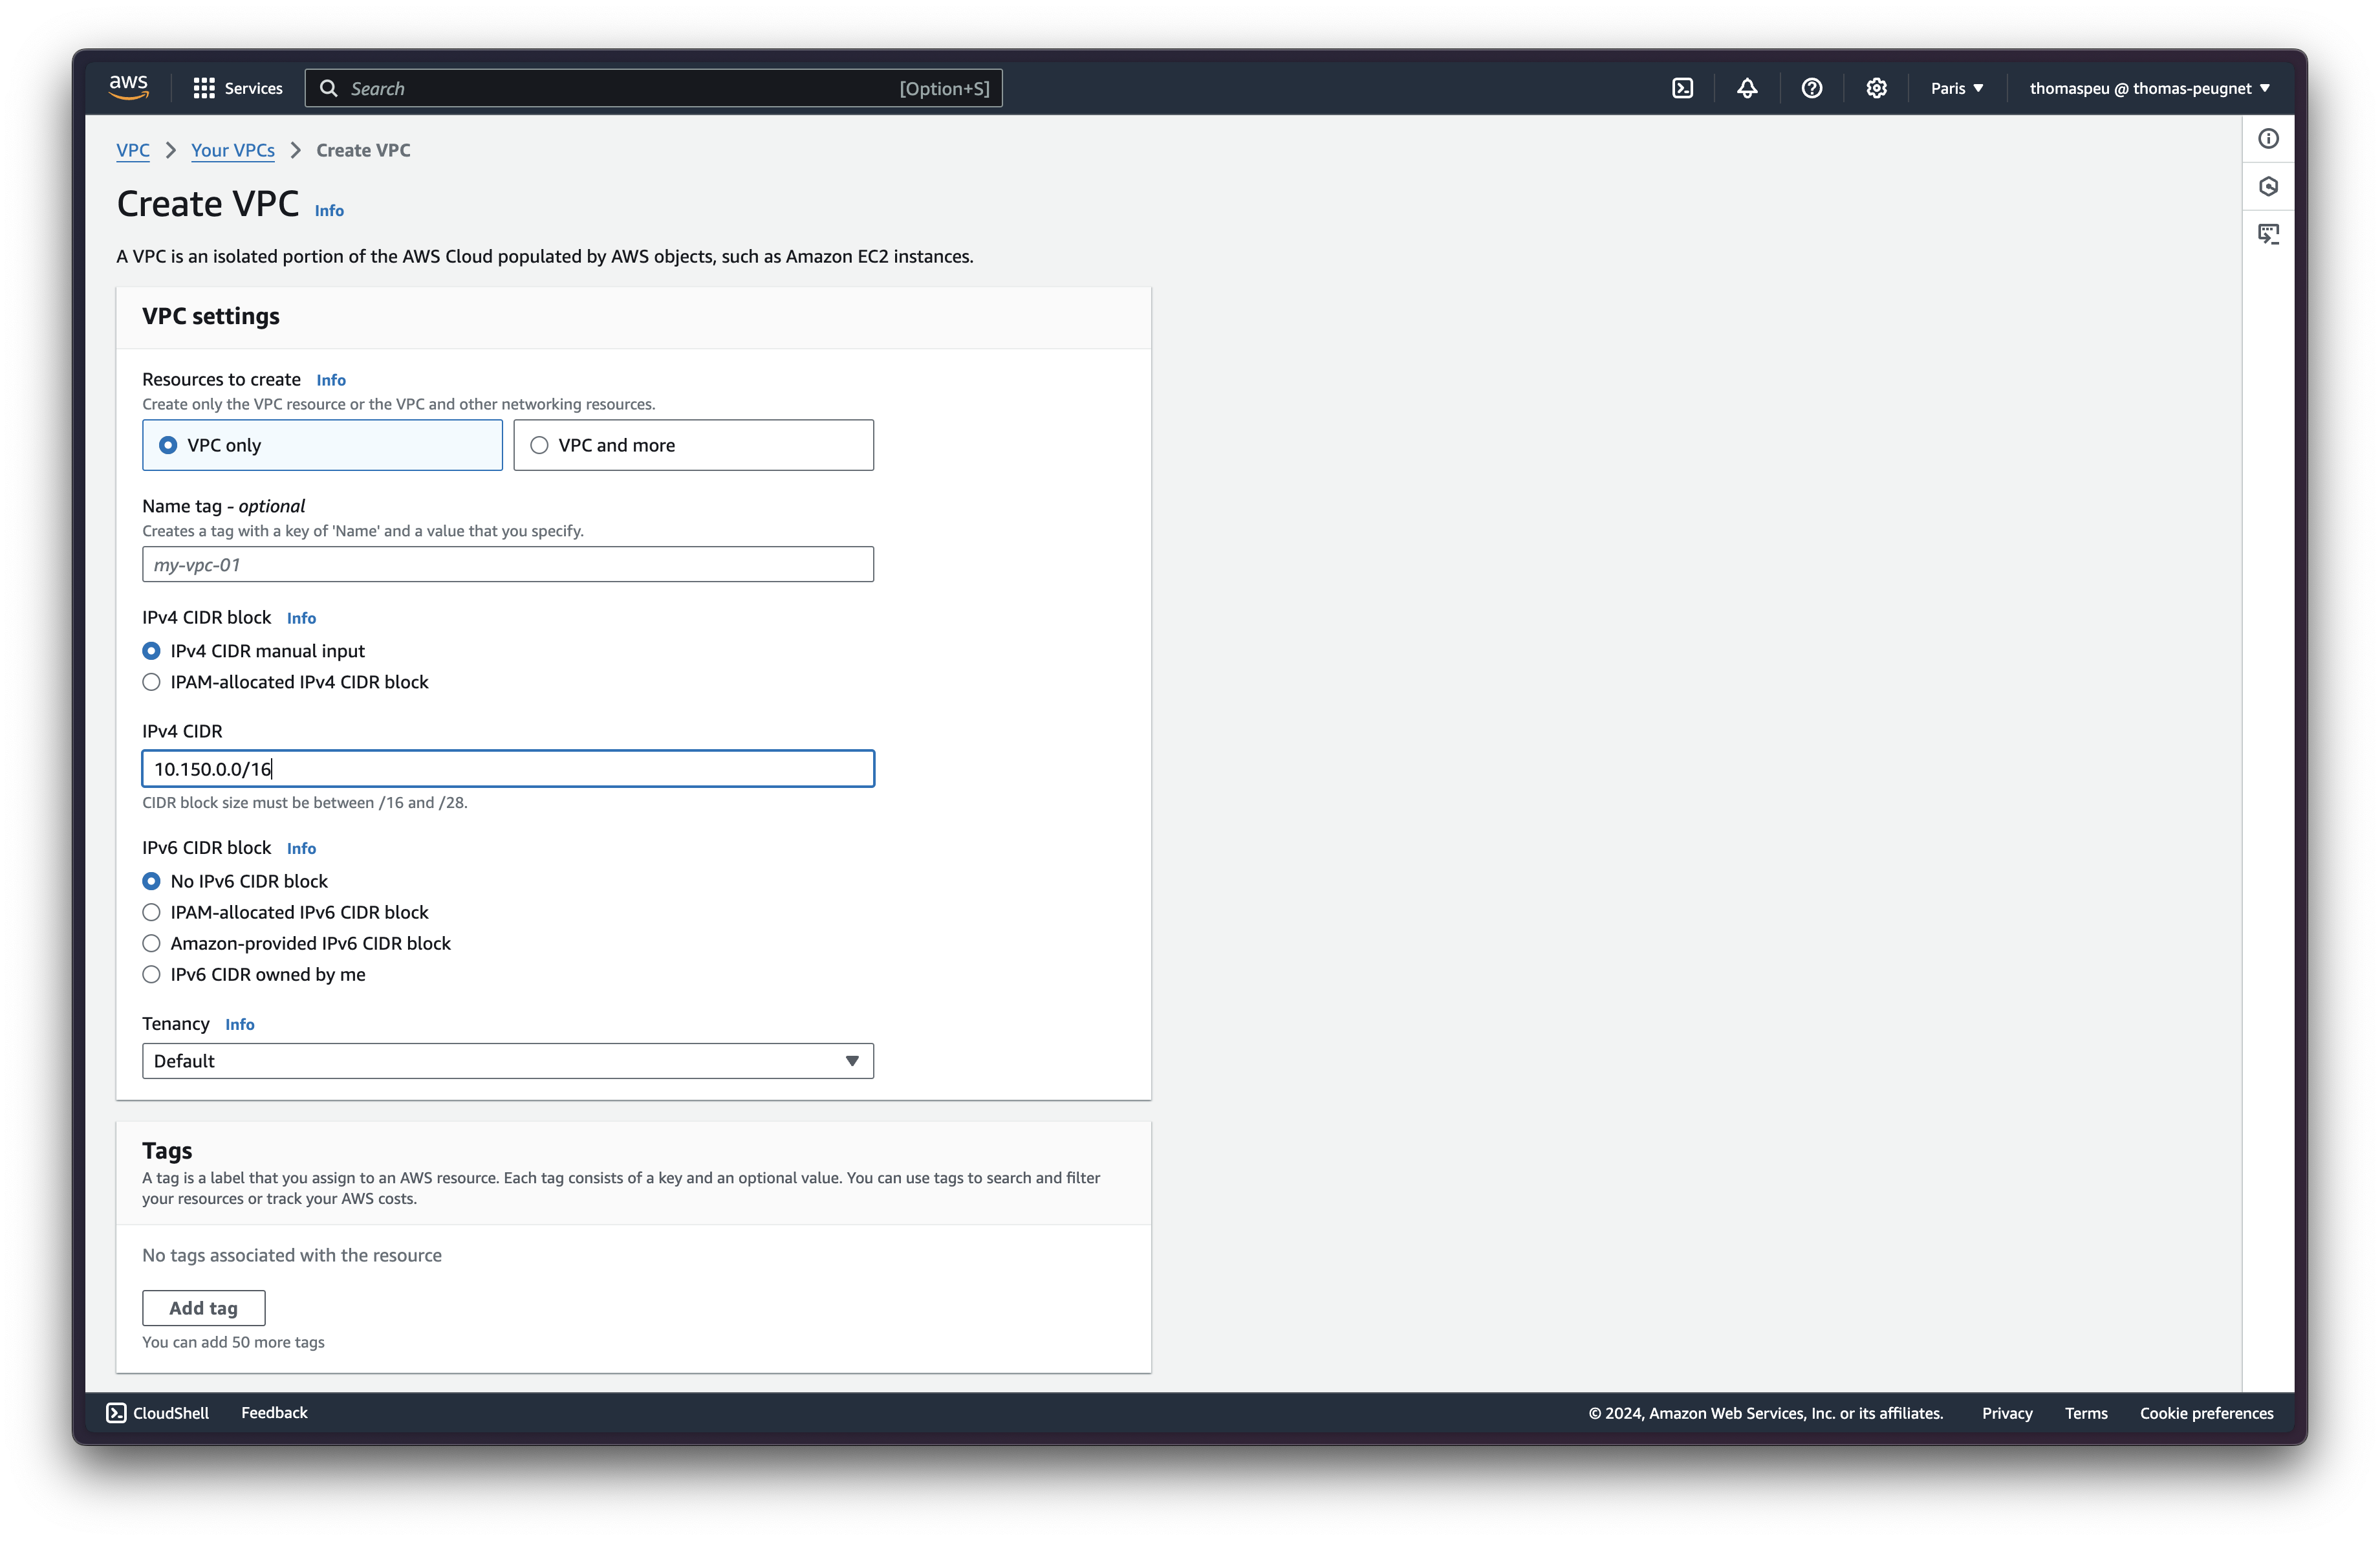 aws
Services
Search
[Option+S]
Paris
thomaspeu @ thomas-peugnet
VPC
Your VPCs
Create VPC
Create VPC Info
A VPC is an isolated portion of the AWS Cloud populated by AWS objects, such as Amazon EC2 instances.
VPC settings
Resources to create Info
Create only the VPC resource or the VPC and other networking resources.
VPC only
VPC and more
Name tag - optional
Creates a tag with a key of 'Name' and a value that you specify.
my-vpc-01
IPv4 CIDR block Info
IPv4 CIDR manual input
IPAM-allocated IPv4 CIDR block
IPv4 CIDR
10.150.0.0/16
CIDR block size must be between /16 and /28.
IPv6 CIDR block Info
No IPv6 CIDR block
IPAM-allocated IPv6 CIDR block
Amazon-provided IPv6 CIDR block
IPv6 CIDR owned by me
Tenancy Info
Default
Tags
A tag is a label that you assign to an AWS resource. Each tag consists of a key and an optional value. You can use tags to search and filter
your resources or track your AWS costs.
No tags associated with the resource
Add tag
You can add 50 more tags
CloudShell
Feedback
© 2024, Amazon Web Services, Inc. or its affiliates.
Privacy
Terms
Cookie preferences